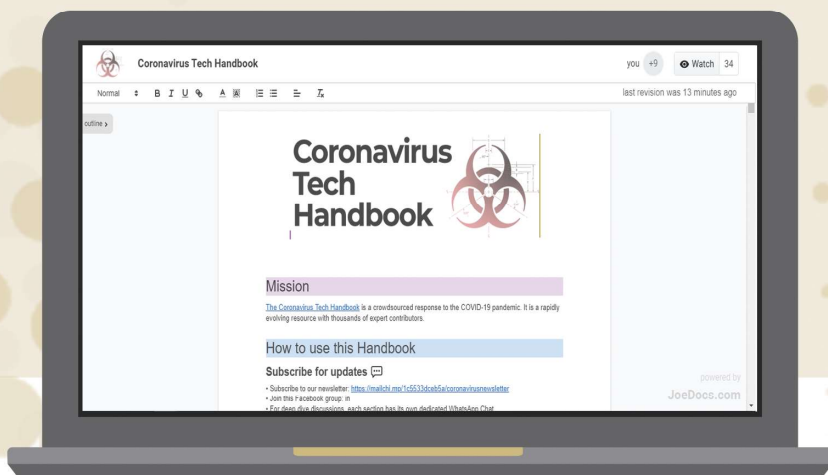 Coronavirus Tech Handbook
you +9 Watch 34
Normal B I U A A Tx
last revision was 13 minutes ago
outline >
Coronavirus
Tech
Handbook
Mission
The Coronavirus Tech Handbook is a crowdsourced response to the COVID-19 pandemic. It is a rapidly
evolving resource with thousands of expert contributors.
How to use this Handbook
Subscribe for updates
• Subscribe to our newsletter: https://mailchi.mp/1c5533dceb5a/coronavirusnewsletter
• Join this Facebook group: in
• For deep dive discussions, each section has its own dedicated WhatsApp Chat
powered by
JoeDocs.com